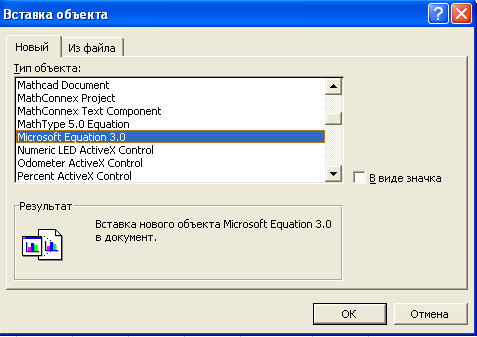 Вставка объекта
Новый
Из файла
Тип объекта:
Mathcad Document
MathConnex Project
MathConnex Text Component
MathType 5.0 Equation
Microsoft Equation 3.0
Numeric LED ActiveX Control
Odometer ActiveX Control
Percent ActiveX Control
В виде значка
Результат
Вставка нового объекта Microsoft Equation 3.0
в документ.
ОК
Отмена